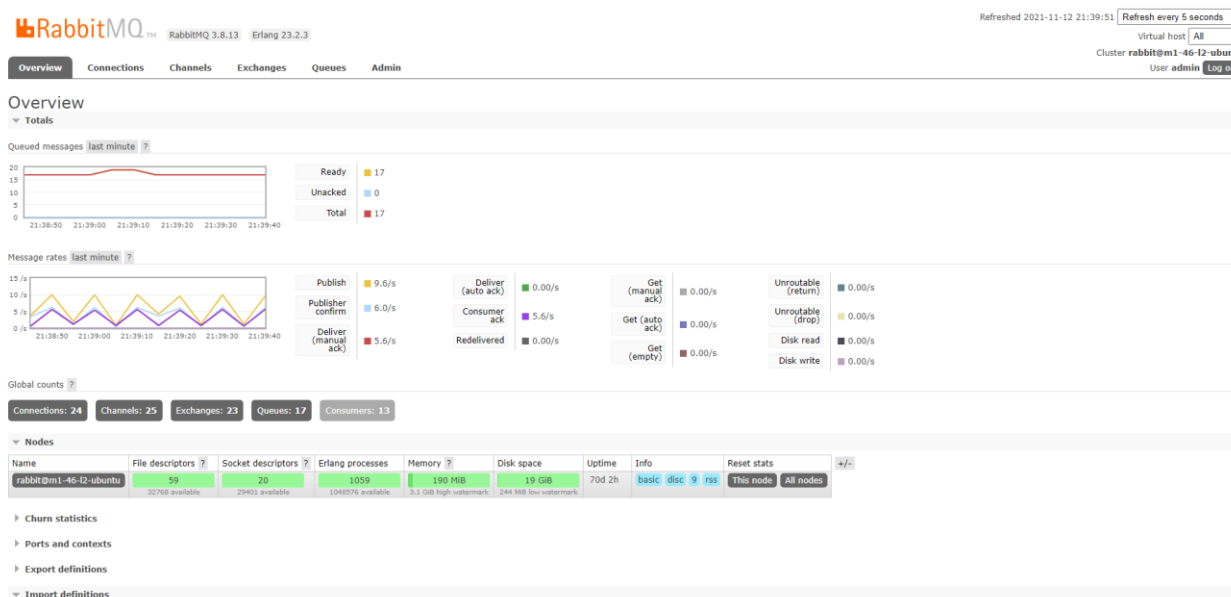 RabbitMQ TM RabbitMQ 3.8.13 Erlang 23.2.3
Refreshed 2021-11-12 21:39:51 Refresh every 5 seconds
Virtual host All
Cluster rabbit@m1-46-l2-ubun
User admin Log o
Overview Connections Channels Exchanges Queues Admin
Overview
Totals
Queued messages last minute ?
20
15
10
5
0
21:38:50 21:39:00 21:39:10 21:39:20 21:39:30 21:39:40
Ready 17
Unacked 0
Total 17
Message rates last minute ?
15 /s
10 /s
5 /s
0 /s
21:38:50 21:39:00 21:39:10 21:39:20 21:39:30 21:39:40
Publish 9.6/s
Publisher
confirm 6.0/s
Deliver
(manual
ack) 5.6/s
Deliver
(auto ack) 0.00/s
Consumer
ack 5.6/s
Redelivered 0.00/s
Get
(manual
ack) 0.00/s
Get (auto
ack) 0.00/s
Get
(empty) 0.00/s
Unroutable
(return) 0.00/s
Unroutable
(drop) 0.00/s
Disk read 0.00/s
Disk write 0.00/s
Global counts ?
Connections: 24 Channels: 25 Exchanges: 23 Queues: 17 Consumers: 13
Nodes
Name File descriptors ? Socket descriptors ? Erlang processes Memory ? Disk space Uptime Info Reset stats +/-
rabbit@m1-46-l2-ubuntu 59 20 1059 190 MiB 19 GiB 70d 2h basic disc 9 rss This node All nodes
32768 available 29401 available 1048576 available 3.1 GiB high watermark 244 MiB low watermark
Churn statistics
Ports and contexts
Export definitions
Import definitions